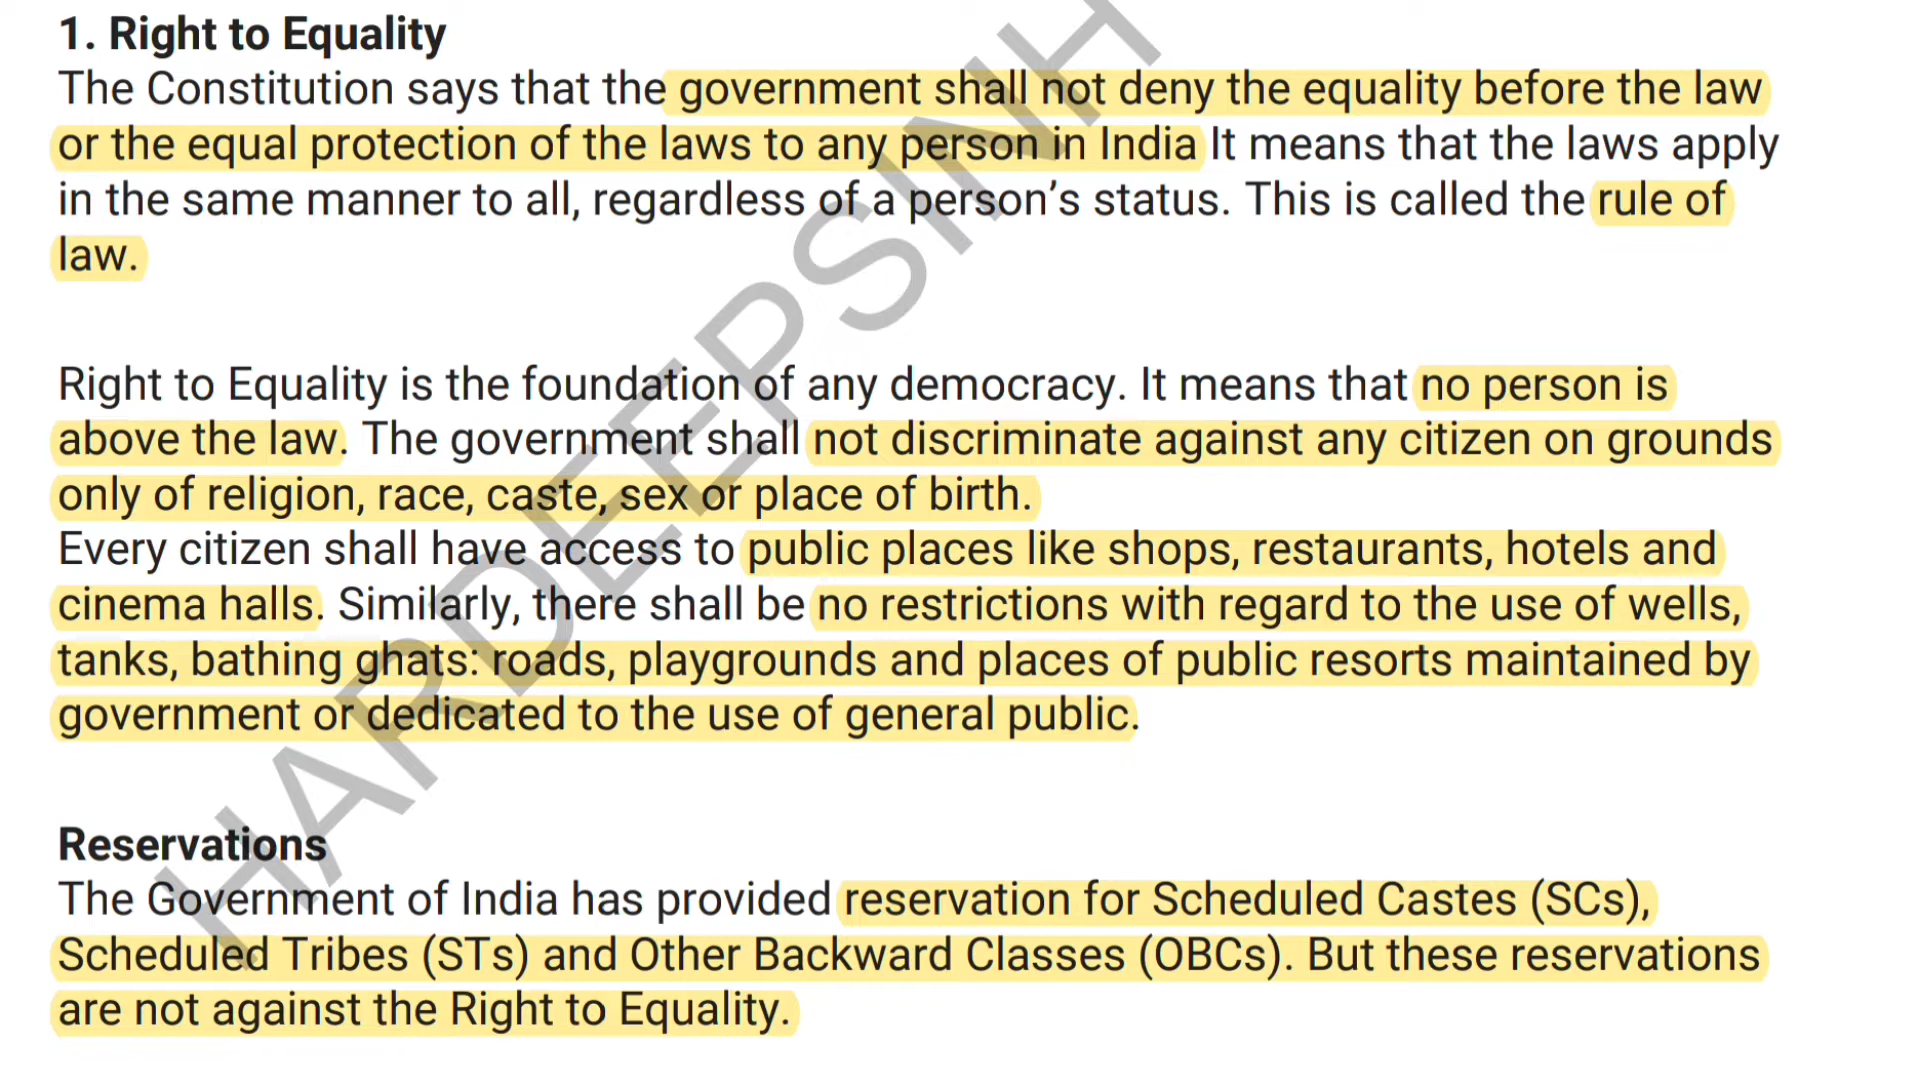 1. Right to Equality
The Constitution says that the government shall not deny the equality before the law
or the equal protection of the laws to any person in India It means that the laws apply
in the same manner to all, regardless of a person’s status. This is called the rule of
law.
Right to Equality is the foundation of any democracy. It means that no person is
above the law. The government shall not discriminate against any citizen on grounds
only of religion, race, caste, sex or place of birth.
Every citizen shall have access to public places like shops, restaurants, hotels and
cinema halls. Similarly, there shall be no restrictions with regard to the use of wells,
tanks, bathing ghats: roads, playgrounds and places of public resorts maintained by
government or dedicated to the use of general public.
Reservations
The Government of India has provided reservation for Scheduled Castes (SCs),
Scheduled Tribes (STs) and Other Backward Classes (OBCs). But these reservations
are not against the Right to Equality.
HARDEEPSINH